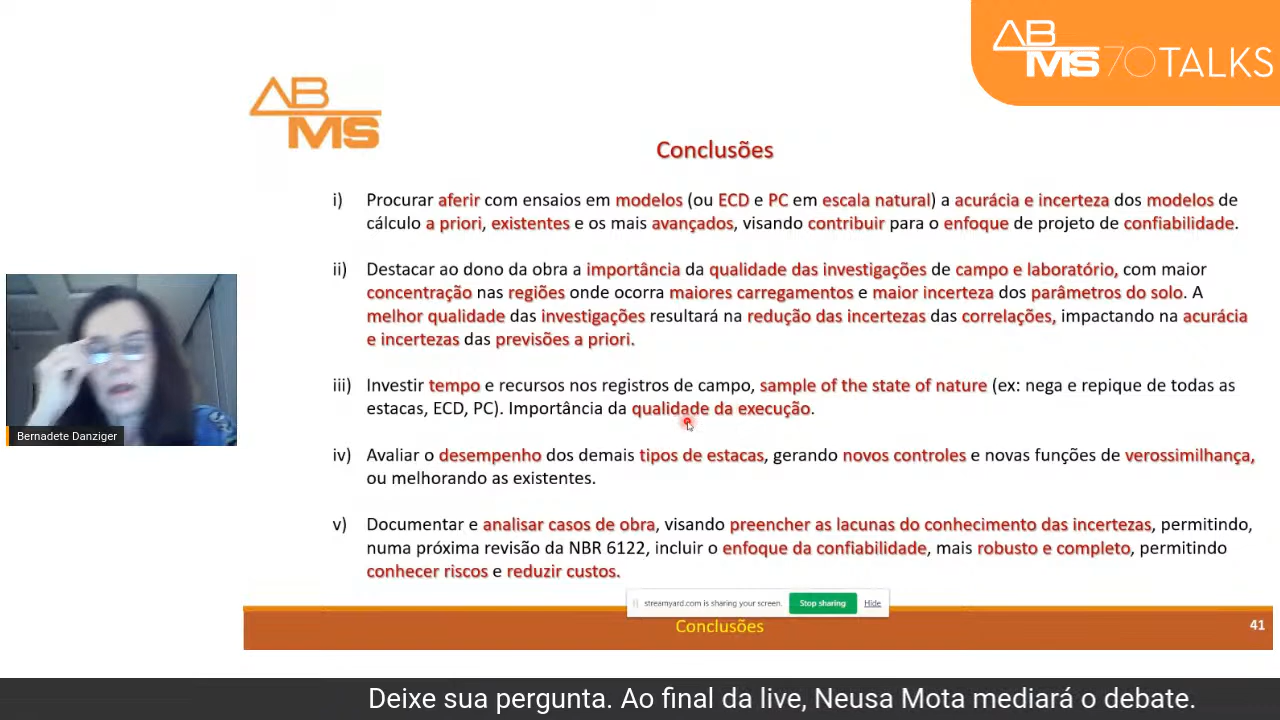 AB
MS 70 TALKS
AB
MS
Conclusões
i) Procurar aferir com ensaios em modelos (ou ECD e PC em escala natural) a acurácia e incerteza dos modelos de
cálculo a priori, existentes e os mais avançados, visando contribuir para o enfoque de projeto de confiabilidade.
ii) Destacar ao dono da obra a importância da qualidade das investigações de campo e laboratório, com maior
concentração nas regiões onde ocorra maiores carregamentos e maior incerteza dos parâmetros do solo. A
melhor qualidade das investigações resultará na redução das incertezas das correlações, impactando na acurácia
e incertezas das previsões a priori.
iii) Investir tempo e recursos nos registros de campo, sample of the state of nature (ex: nega e repique de todas as
estacas, ECD, PC). Importância da qualidade da execução.
Bernadete Danziger
iv) Avaliar o desempenho dos demais tipos de estacas, gerando novos controles e novas funções de verossimilhança,
ou melhorando as existentes.
v) Documentar e analisar casos de obra, visando preencher as lacunas do conhecimento das incertezas, permitindo,
numa próxima revisão da NBR 6122, incluir o enfoque da confiabilidade, mais robusto e completo, permitindo
conhecer riscos e reduzir custos.
streamyard.com is sharing your screen. Stop sharing Hide
Conclusões 41
Deixe sua pergunta. Ao final da live, Neusa Mota mediará o debate.